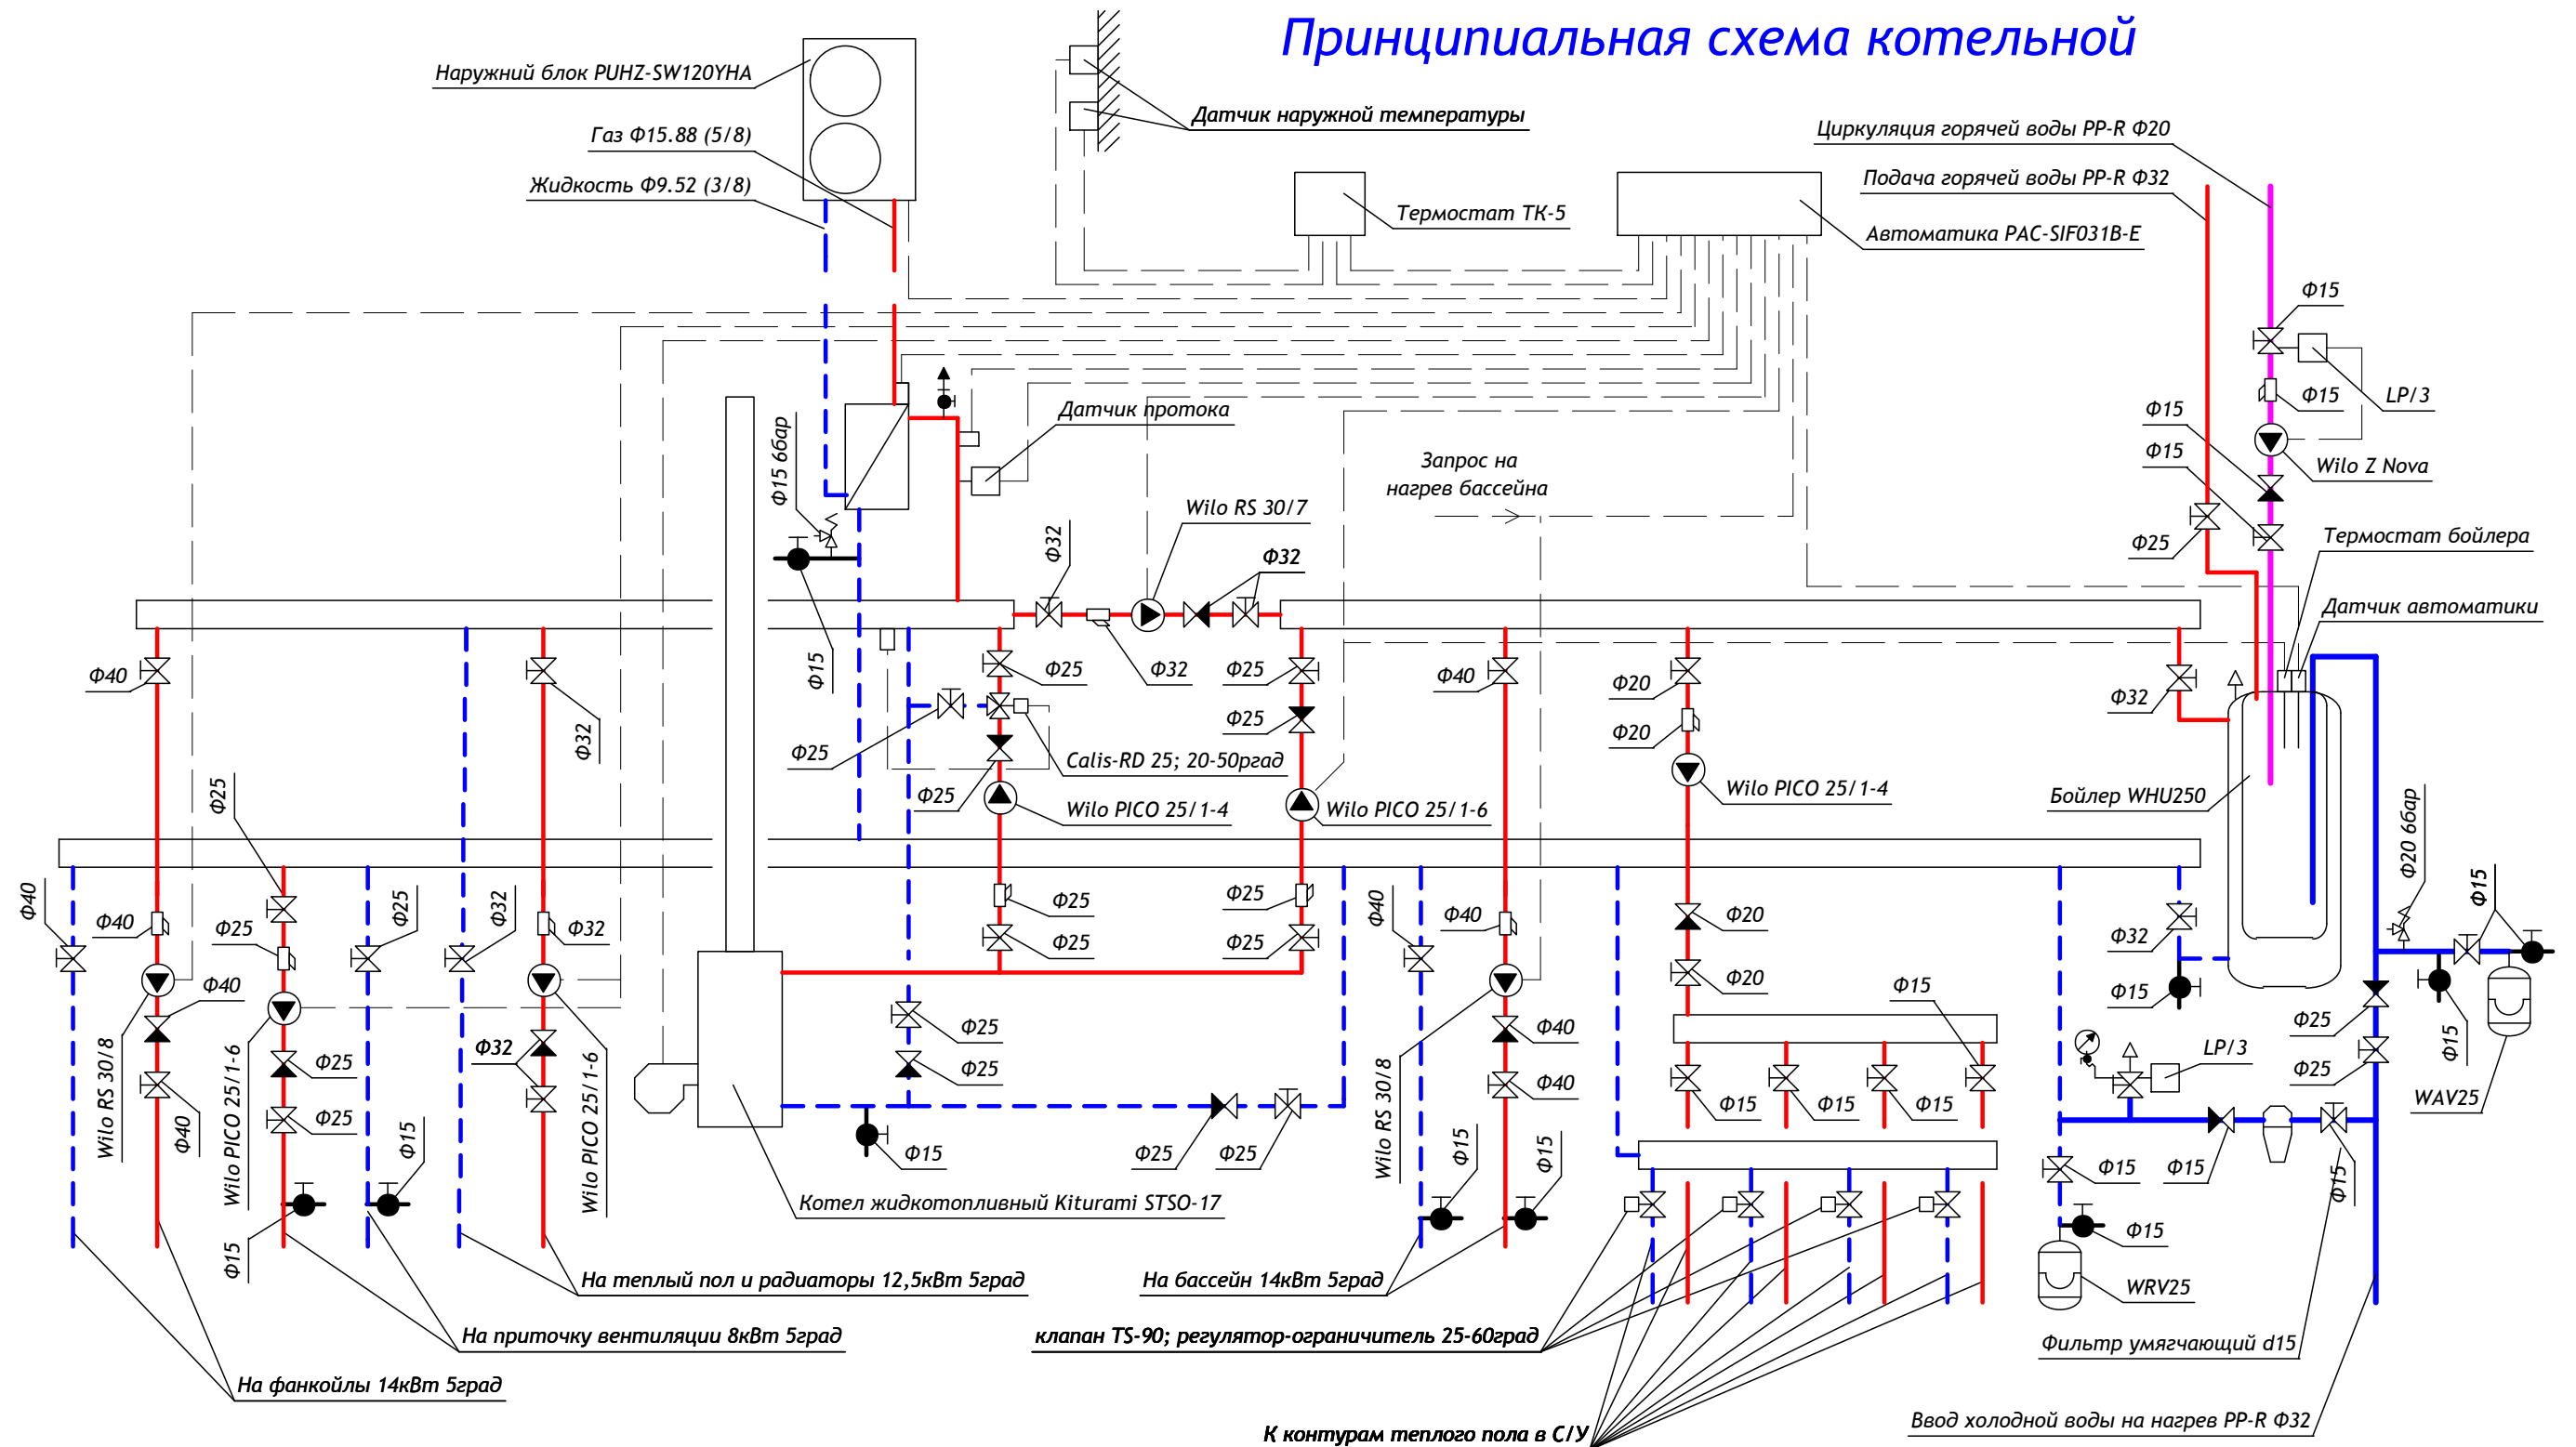 Принципиальная схема котельной
Наружний блок PUHZ-SW120YHA
Газ Ф15.88 (5/8)
Жидкость Ф9.52 (3/8)
Датчик наружной температуры
Термостат ТК-5
Автоматика PAC-SIF031B-E
Циркуляция горячей воды PP-R Ф20
Подача горячей воды PP-R Ф32
Ф15
LP/3
Ф15
Ф15
Ф15
Wilo Z Nova
Ф25
Термостат бойлера
Датчик автоматики
Датчик протока
Ф15 6бар
Запрос на
нагрев бассейна
Wilo RS 30/7
Ф32
Ф32
Ф32
Ф15
Ф40
Ф32
Ф25
Ф25
Ф25
Ф25
Ф25
Calis-RD 25; 20-50ргад
Wilo PICO 25/1-4
Wilo PICO 25/1-6
Ф40
Ф20
Ф20
Wilo PICO 25/1-4
Ф32
Бойлер WHU250
Ф20 6бар
Ф15
Ф25
Ф40
Ф40
Ф25
Ф25
Ф32
Ф32
Ф25
Ф25
Ф25
Ф25
Ф40
Ф40
Ф20
Ф20
Ф32
Ф15
Ф15
Ф25
Ф25
WAV25
Ф40
Wilo RS 30/8
Ф40
Wilo PICO 25/1-6
Ф25
Ф25
Ф15
Ф15
Ф32
Wilo PICO 25/1-6
Ф25
Ф25
Ф15
Ф25
Ф25
Wilo RS 30/8
Ф40
Ф40
Ф15
Ф15
Ф15
Ф15
Ф15
Ф15
LP/3
Ф15
Ф15
Ф15
Ф15
WRV25
Котел жидкотопливный Kiturami STSO-17
На теплый пол и радиаторы 12,5кВт 5град
На бассейн 14кВт 5град
На приточку вентиляции 8кВт 5град
клапан TS-90; регулятор-ограничитель 25-60град
Фильтр умягчающий d15
На фанкойлы 14кВт 5град
К контурам теплого пола в С/У
Ввод холодной воды на нагрев PP-R Ф32